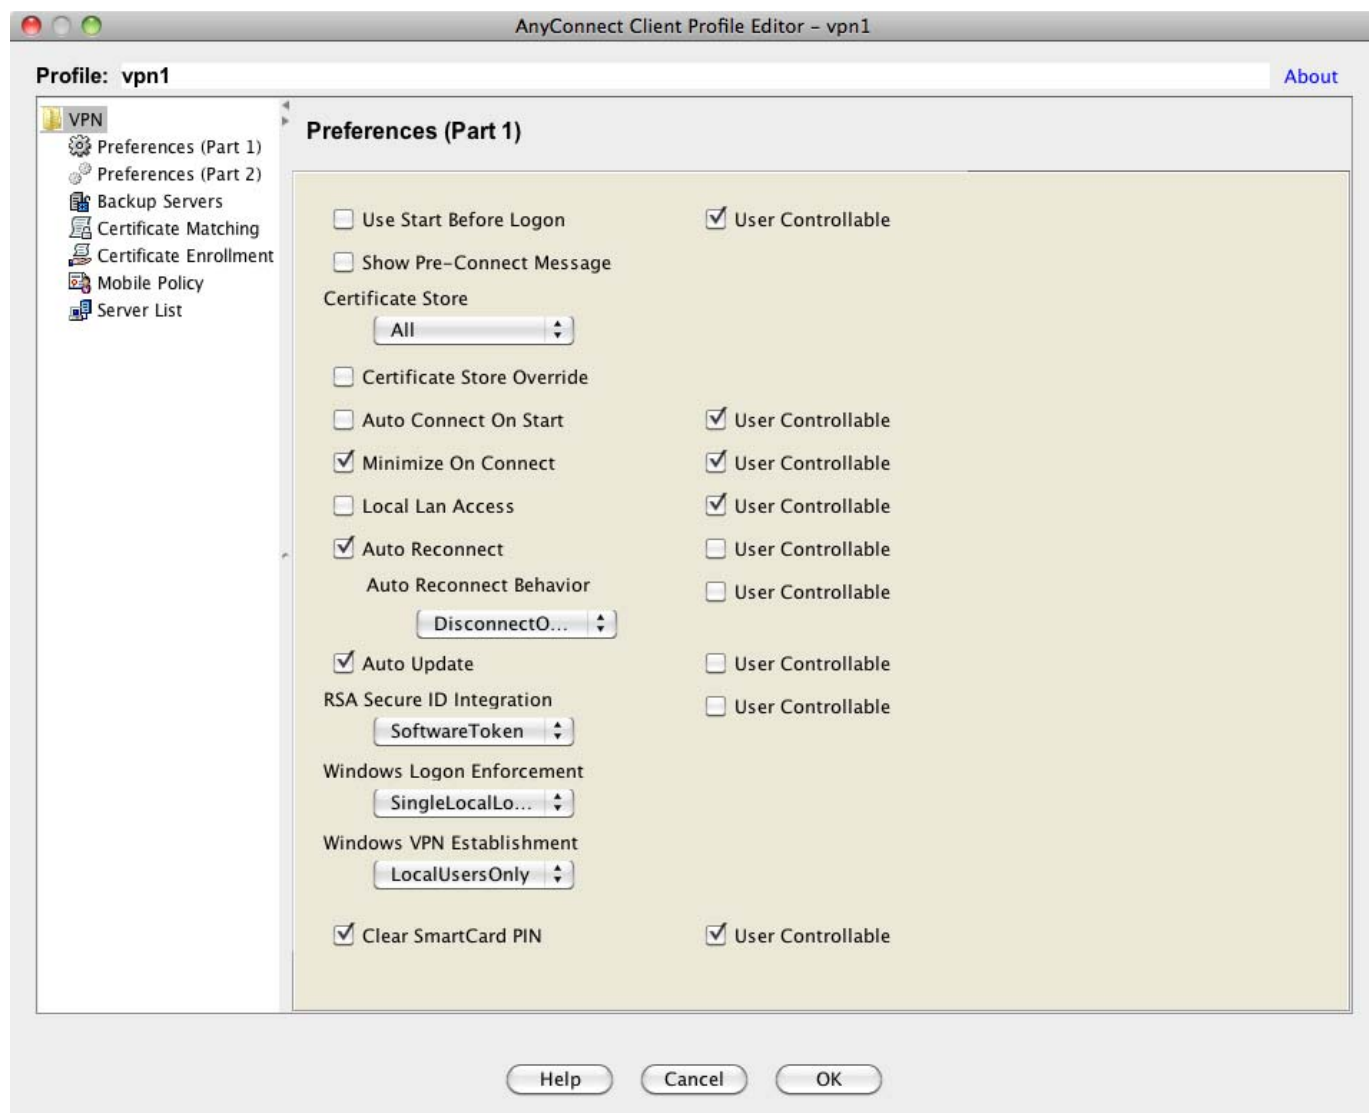 AnyConnect Client Profile Editor – vpn1
Profile: vpn1 About
VPN
Preferences (Part 1)
Preferences (Part 2)
Backup Servers
Certificate Matching
Certificate Enrollment
Mobile Policy
Server List
Preferences (Part 1)
Use Start Before Logon User Controllable
Show Pre-Connect Message
Certificate Store
All
Certificate Store Override
Auto Connect On Start User Controllable
Minimize On Connect User Controllable
Local Lan Access User Controllable
Auto Reconnect User Controllable
Auto Reconnect Behavior User Controllable
DisconnectO...
Auto Update User Controllable
RSA Secure ID Integration User Controllable
SoftwareToken
Windows Logon Enforcement
SingleLocalLo...
Windows VPN Establishment
LocalUsersOnly
Clear SmartCard PIN User Controllable
Help Cancel OK